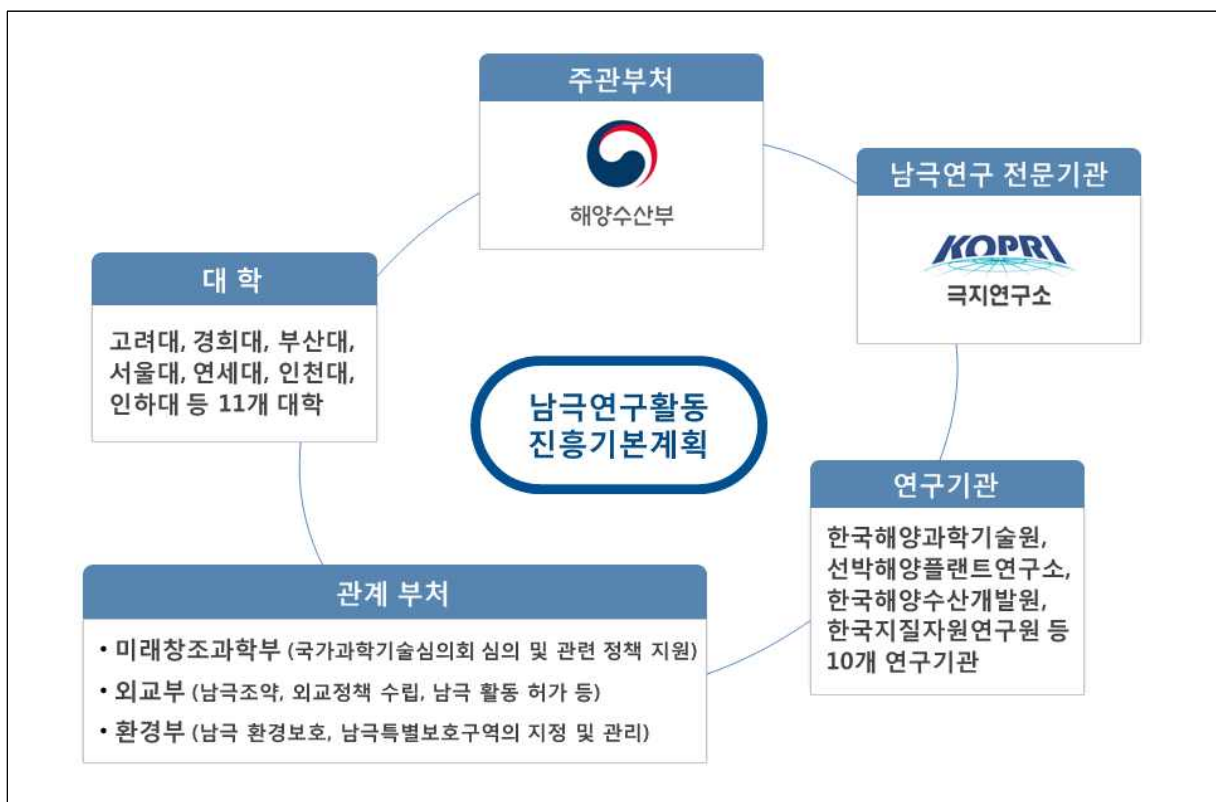 주관부처
해양수산부
남극연구 전문기관
KOPRI
극지연구소
대 학
고려대, 경희대, 부산대,
서울대, 연세대, 인천대,
인하대 등 11개 대학
남극연구활동
진흥기본계획
연구기관
한국해양과학기술원,
선박해양플랜트연구소,
한국해양수산개발원,
한국지질자원연구원 등
10개 연구기관
관계 부처
• 미래창조과학부 (국가과학기술심의회 심의 및 관련 정책 지원)
• 외교부 (남극조약, 외교정책 수립, 남극 활동 허가 등)
• 환경부 (남극 환경보호, 남극특별보호구역의 지정 및 관리)